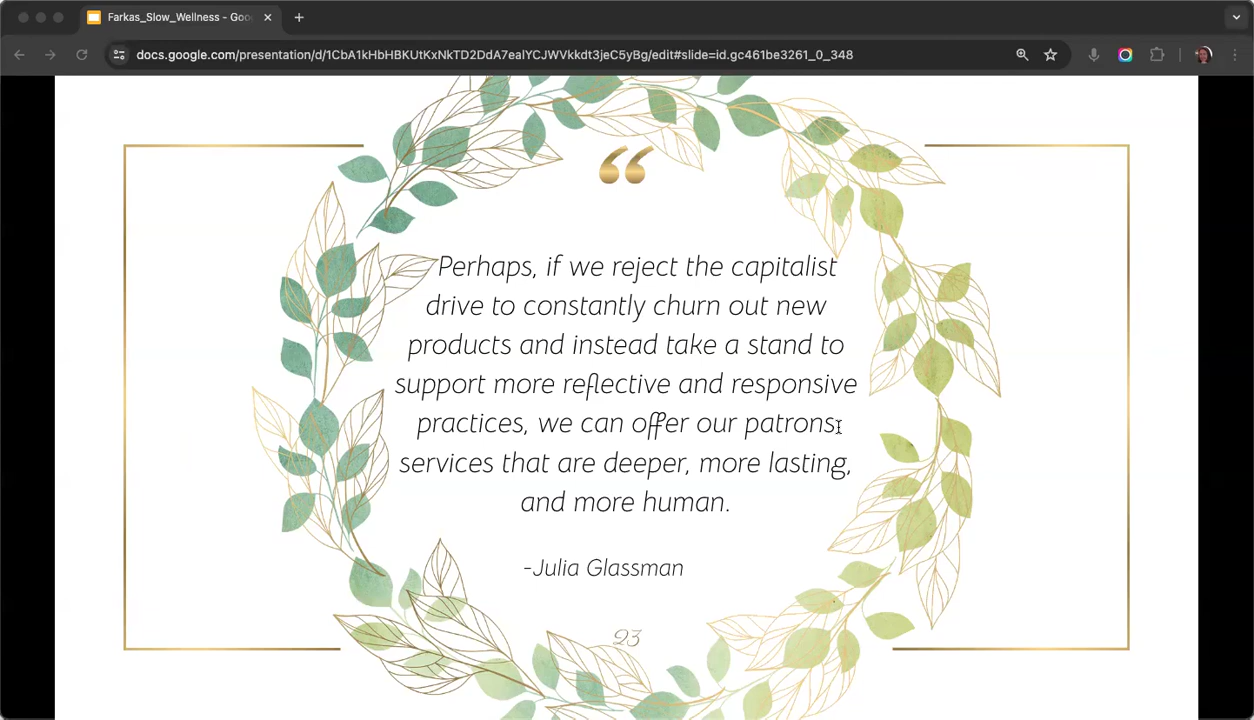 Farkas_Slow_Wellness - Goo
docs.google.com/presentation/d/1CbA1kHbHBKUtKxNkTD2DdA7ealYCJWVkkdt3jeC5yBg/edit#slide=id.gc461be3261_0_348
“
Perhaps, if we reject the capitalist
drive to constantly churn out new
products and instead take a stand to
support more reflective and responsive
practices, we can offer our patrons
services that are deeper, more lasting,
and more human.
-Julia Glassman
23